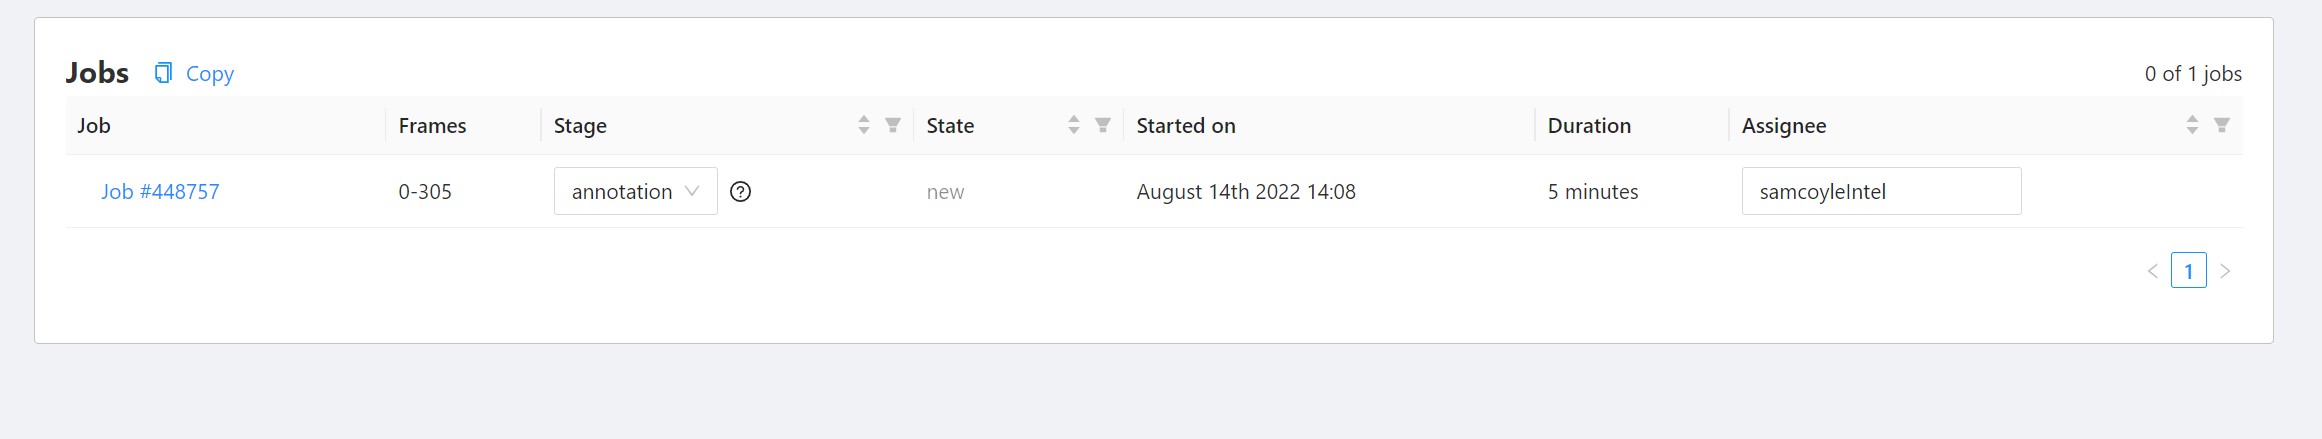 Jobs Copy 0 of 1 jobs
Job Frames Stage State Started on Duration Assignee
Job #448757 0-305 annotation new August 14th 2022 14:08 5 minutes samcoyleIntel
1